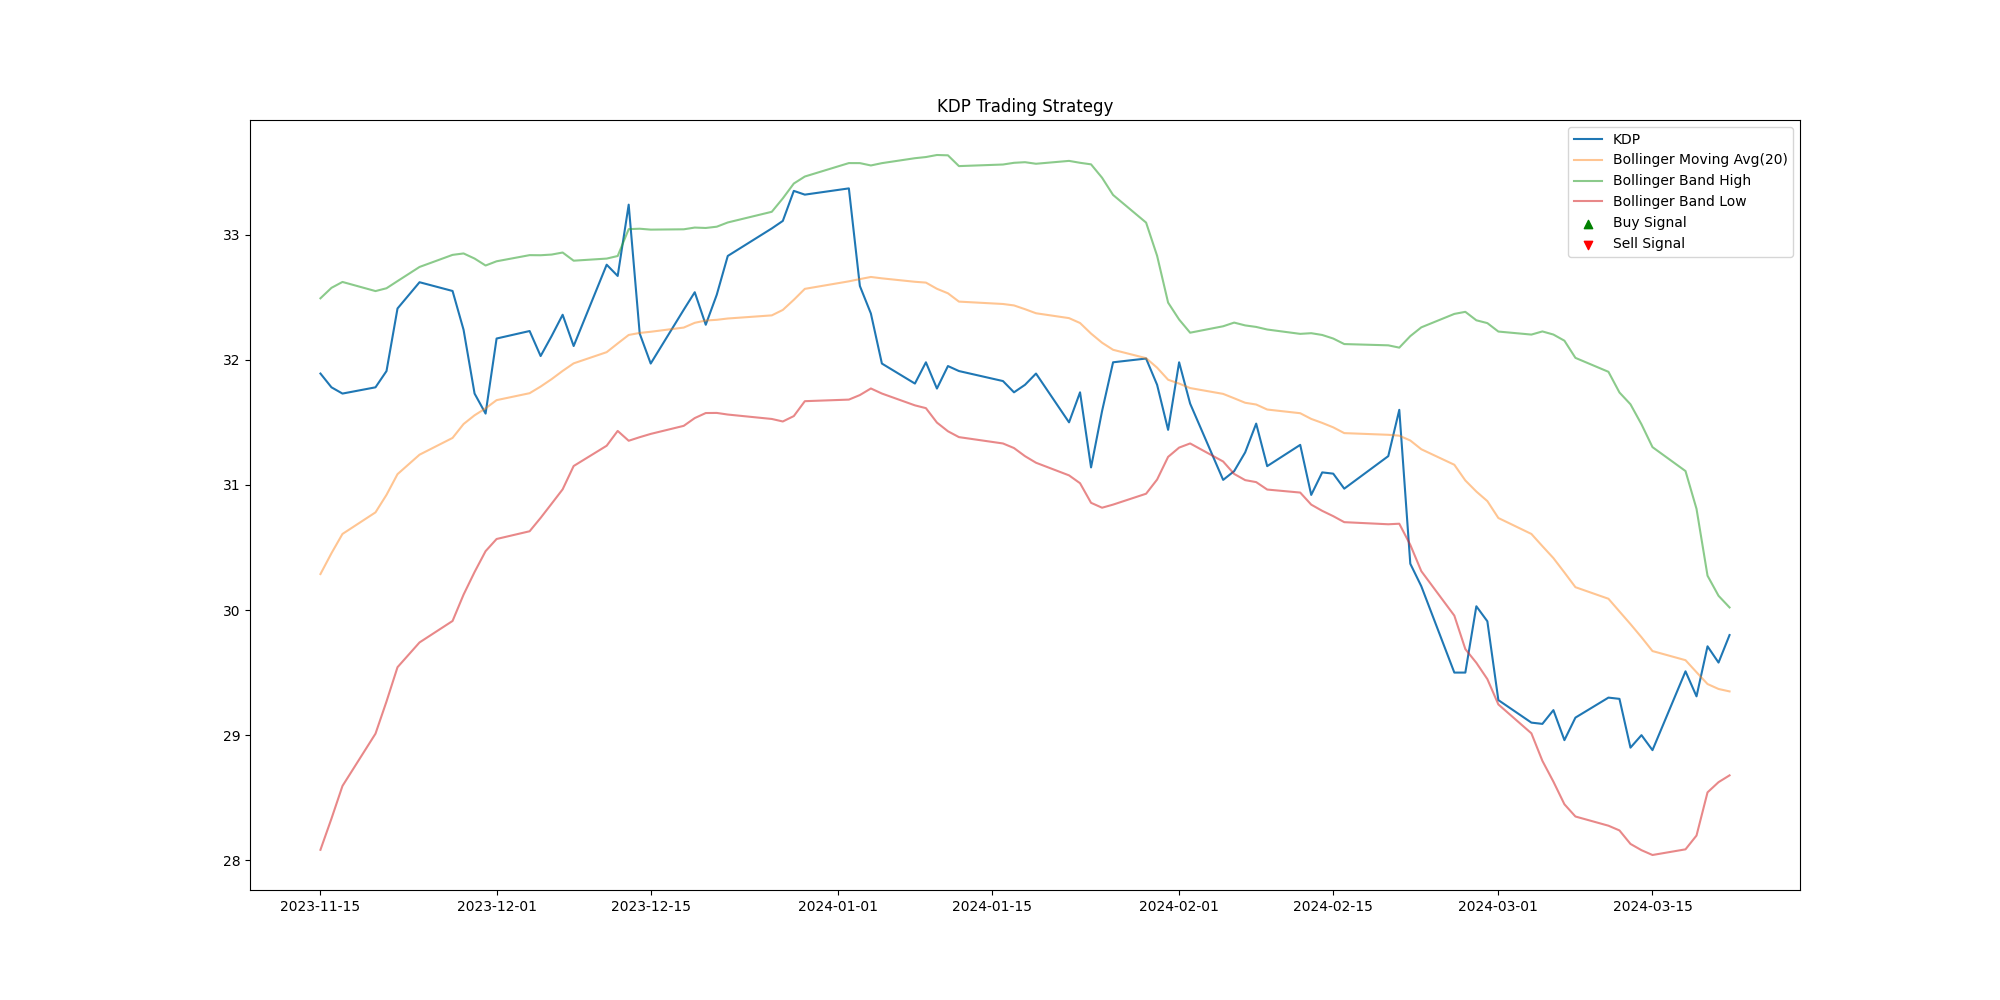 KDP Trading Strategy
KDP
Bollinger Moving Avg(20)
Bollinger Band High
Bollinger Band Low
Buy Signal
Sell Signal
33
32
31
30
29
28
2023-11-15
2023-12-01
2023-12-15
2024-01-01
2024-01-15
2024-02-01
2024-02-15
2024-03-01
2024-03-15